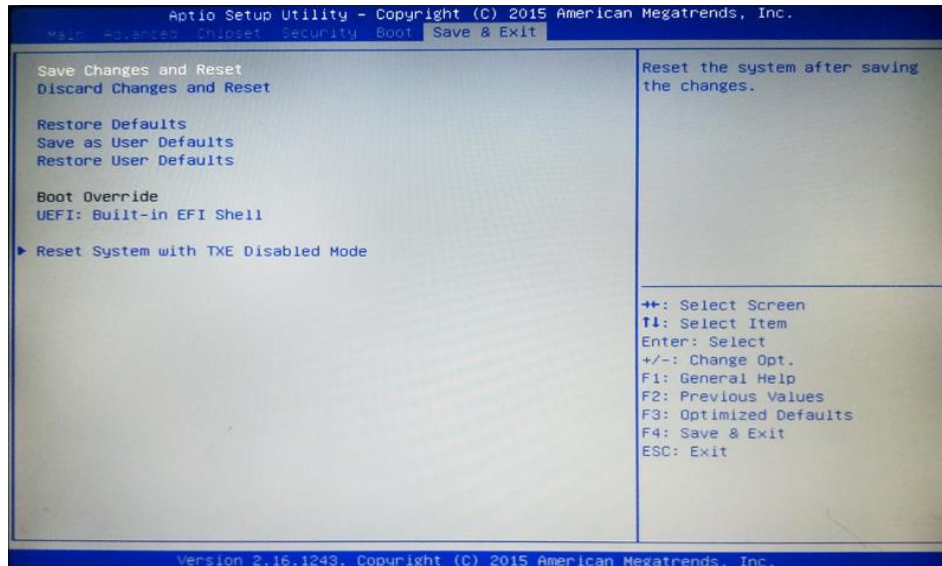 Aptio Setup Utility – Copyright (C) 2015 American Megatrends, Inc.
Main Advanced Chipset Security Boot Save & Exit
Save Changes and Reset
Discard Changes and Reset
Restore Defaults
Save as User Defaults
Restore User Defaults
Boot Override
UEFI: Built-in EFI Shell
▶ Reset System with TXE Disabled Mode
Reset the system after saving
the changes.
→←: Select Screen
↑↓: Select Item
Enter: Select
+/-: Change Opt.
F1: General Help
F2: Previous Values
F3: Optimized Defaults
F4: Save & Exit
ESC: Exit
Version 2.16.1243. Copyright (C) 2015 American Megatrends, Inc.